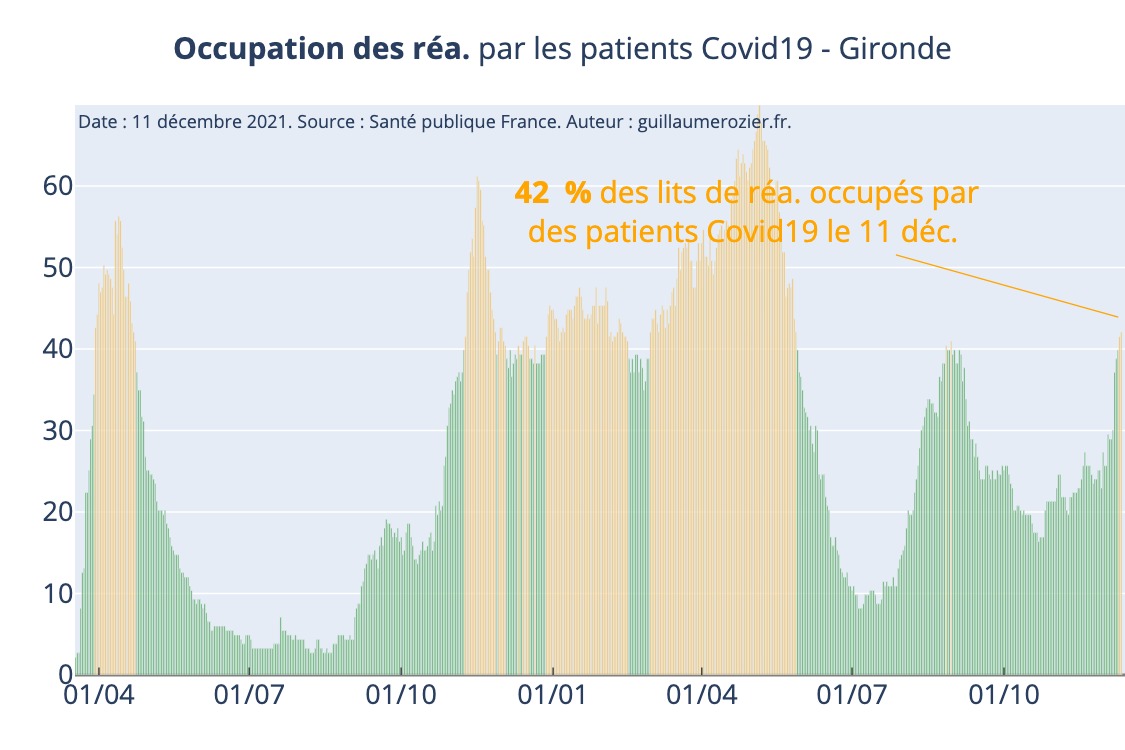 Occupation des réa. par les patients Covid19 - Gironde
Date : 11 décembre 2021. Source : Santé publique France. Auteur : guillaumerozier.fr.
42 % des lits de réa. occupés par
des patients Covid19 le 11 déc.
60
50
40
30
20
10
0
01/04 01/07 01/10 01/01 01/04 01/07 01/10